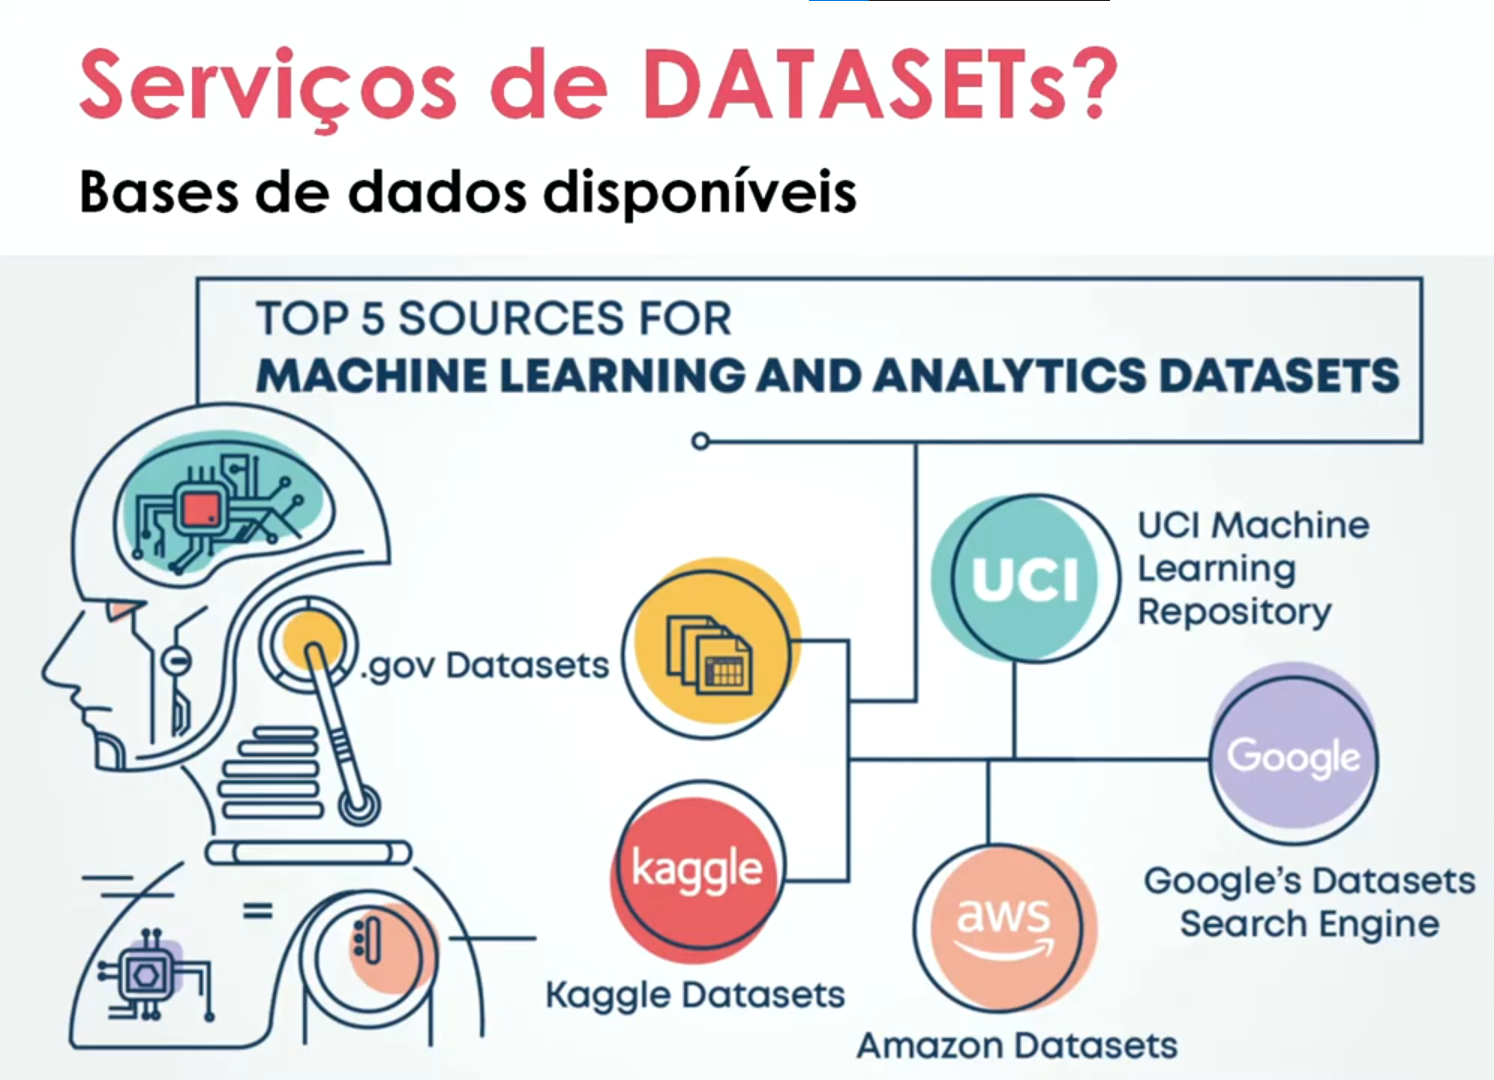 Serviços de DATASETs?
Bases de dados disponíveis
TOP 5 SOURCES FOR
MACHINE LEARNING AND ANALYTICS DATASETS
UCI
UCI Machine
Learning
Repository
.gov Datasets
Google
Google's Datasets
Search Engine
kaggle
Kaggle Datasets
aws
Amazon Datasets